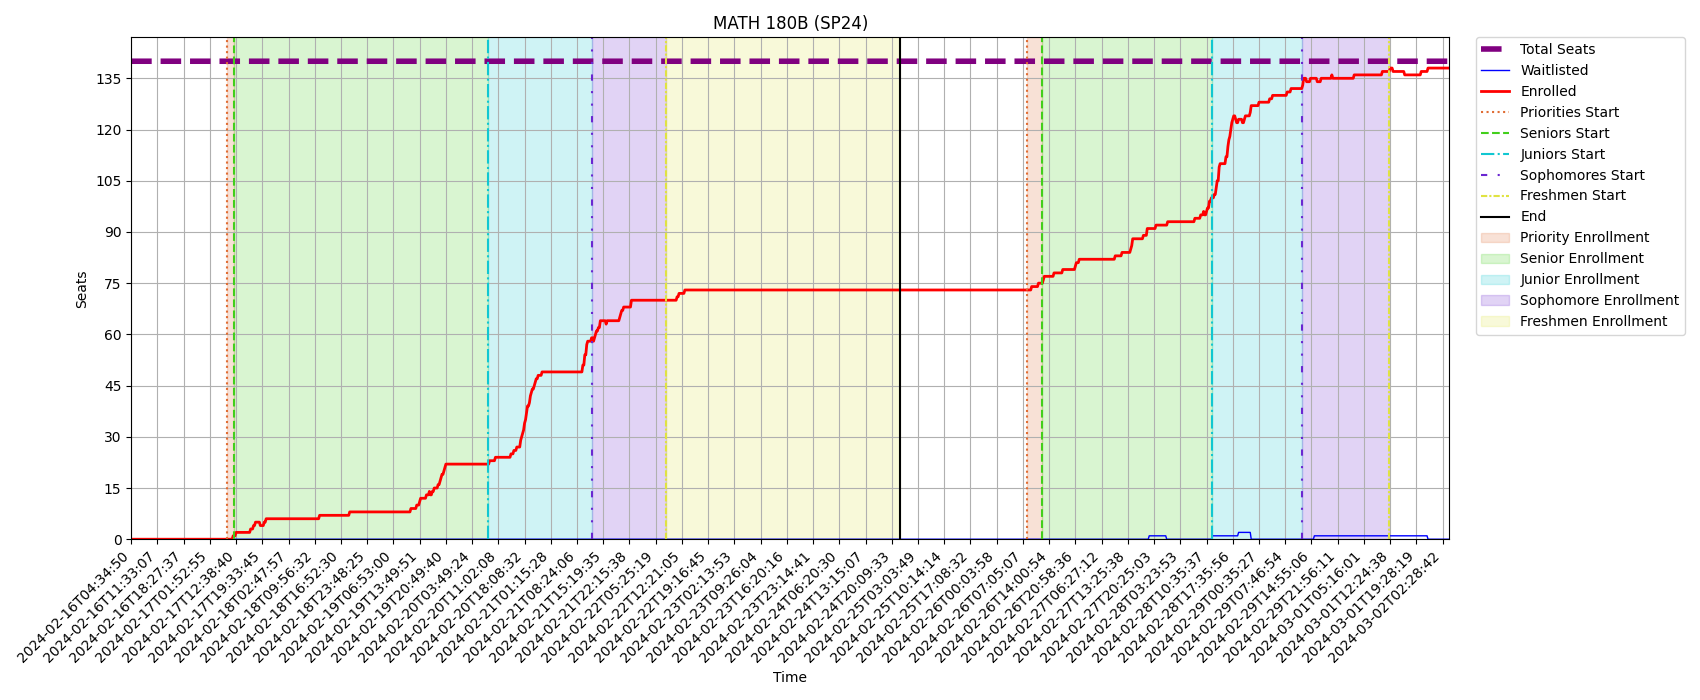 MATH 180B (SP24)
Seats
135
120
105
90
75
60
45
30
15
0
2024-02-16T04:34:50
2024-02-16T11:33:07
2024-02-16T18:27:37
2024-02-17T01:52:55
2024-02-17T12:38:40
2024-02-17T19:33:45
2024-02-18T02:47:57
2024-02-18T09:56:32
2024-02-18T16:52:30
2024-02-18T23:48:25
2024-02-19T06:53:00
2024-02-19T13:49:51
2024-02-19T20:49:40
2024-02-20T03:49:24
2024-02-20T11:02:08
2024-02-20T18:08:32
2024-02-21T01:15:28
2024-02-21T08:24:06
2024-02-21T15:19:35
2024-02-21T22:15:38
2024-02-22T05:25:19
2024-02-22T12:21:05
2024-02-22T19:16:45
2024-02-23T02:13:53
2024-02-23T09:26:04
2024-02-23T16:20:16
2024-02-23T23:14:41
2024-02-24T06:20:30
2024-02-24T13:15:07
2024-02-24T20:09:33
2024-02-25T03:03:49
2024-02-25T10:14:14
2024-02-25T17:08:32
2024-02-26T00:03:58
2024-02-26T07:05:07
2024-02-26T14:00:54
2024-02-26T20:58:36
2024-02-27T06:27:12
2024-02-27T13:25:38
2024-02-27T20:25:03
2024-02-28T03:23:53
2024-02-28T10:35:37
2024-02-28T17:35:56
2024-02-29T00:35:27
2024-02-29T07:46:54
2024-02-29T14:55:06
2024-02-29T21:56:11
2024-03-01T05:16:01
2024-03-01T12:24:38
2024-03-01T19:28:19
2024-03-02T02:28:42
Time
Total Seats
Waitlisted
Enrolled
Priorities Start
Seniors Start
Juniors Start
Sophomores Start
Freshmen Start
End
Priority Enrollment
Senior Enrollment
Junior Enrollment
Sophomore Enrollment
Freshmen Enrollment